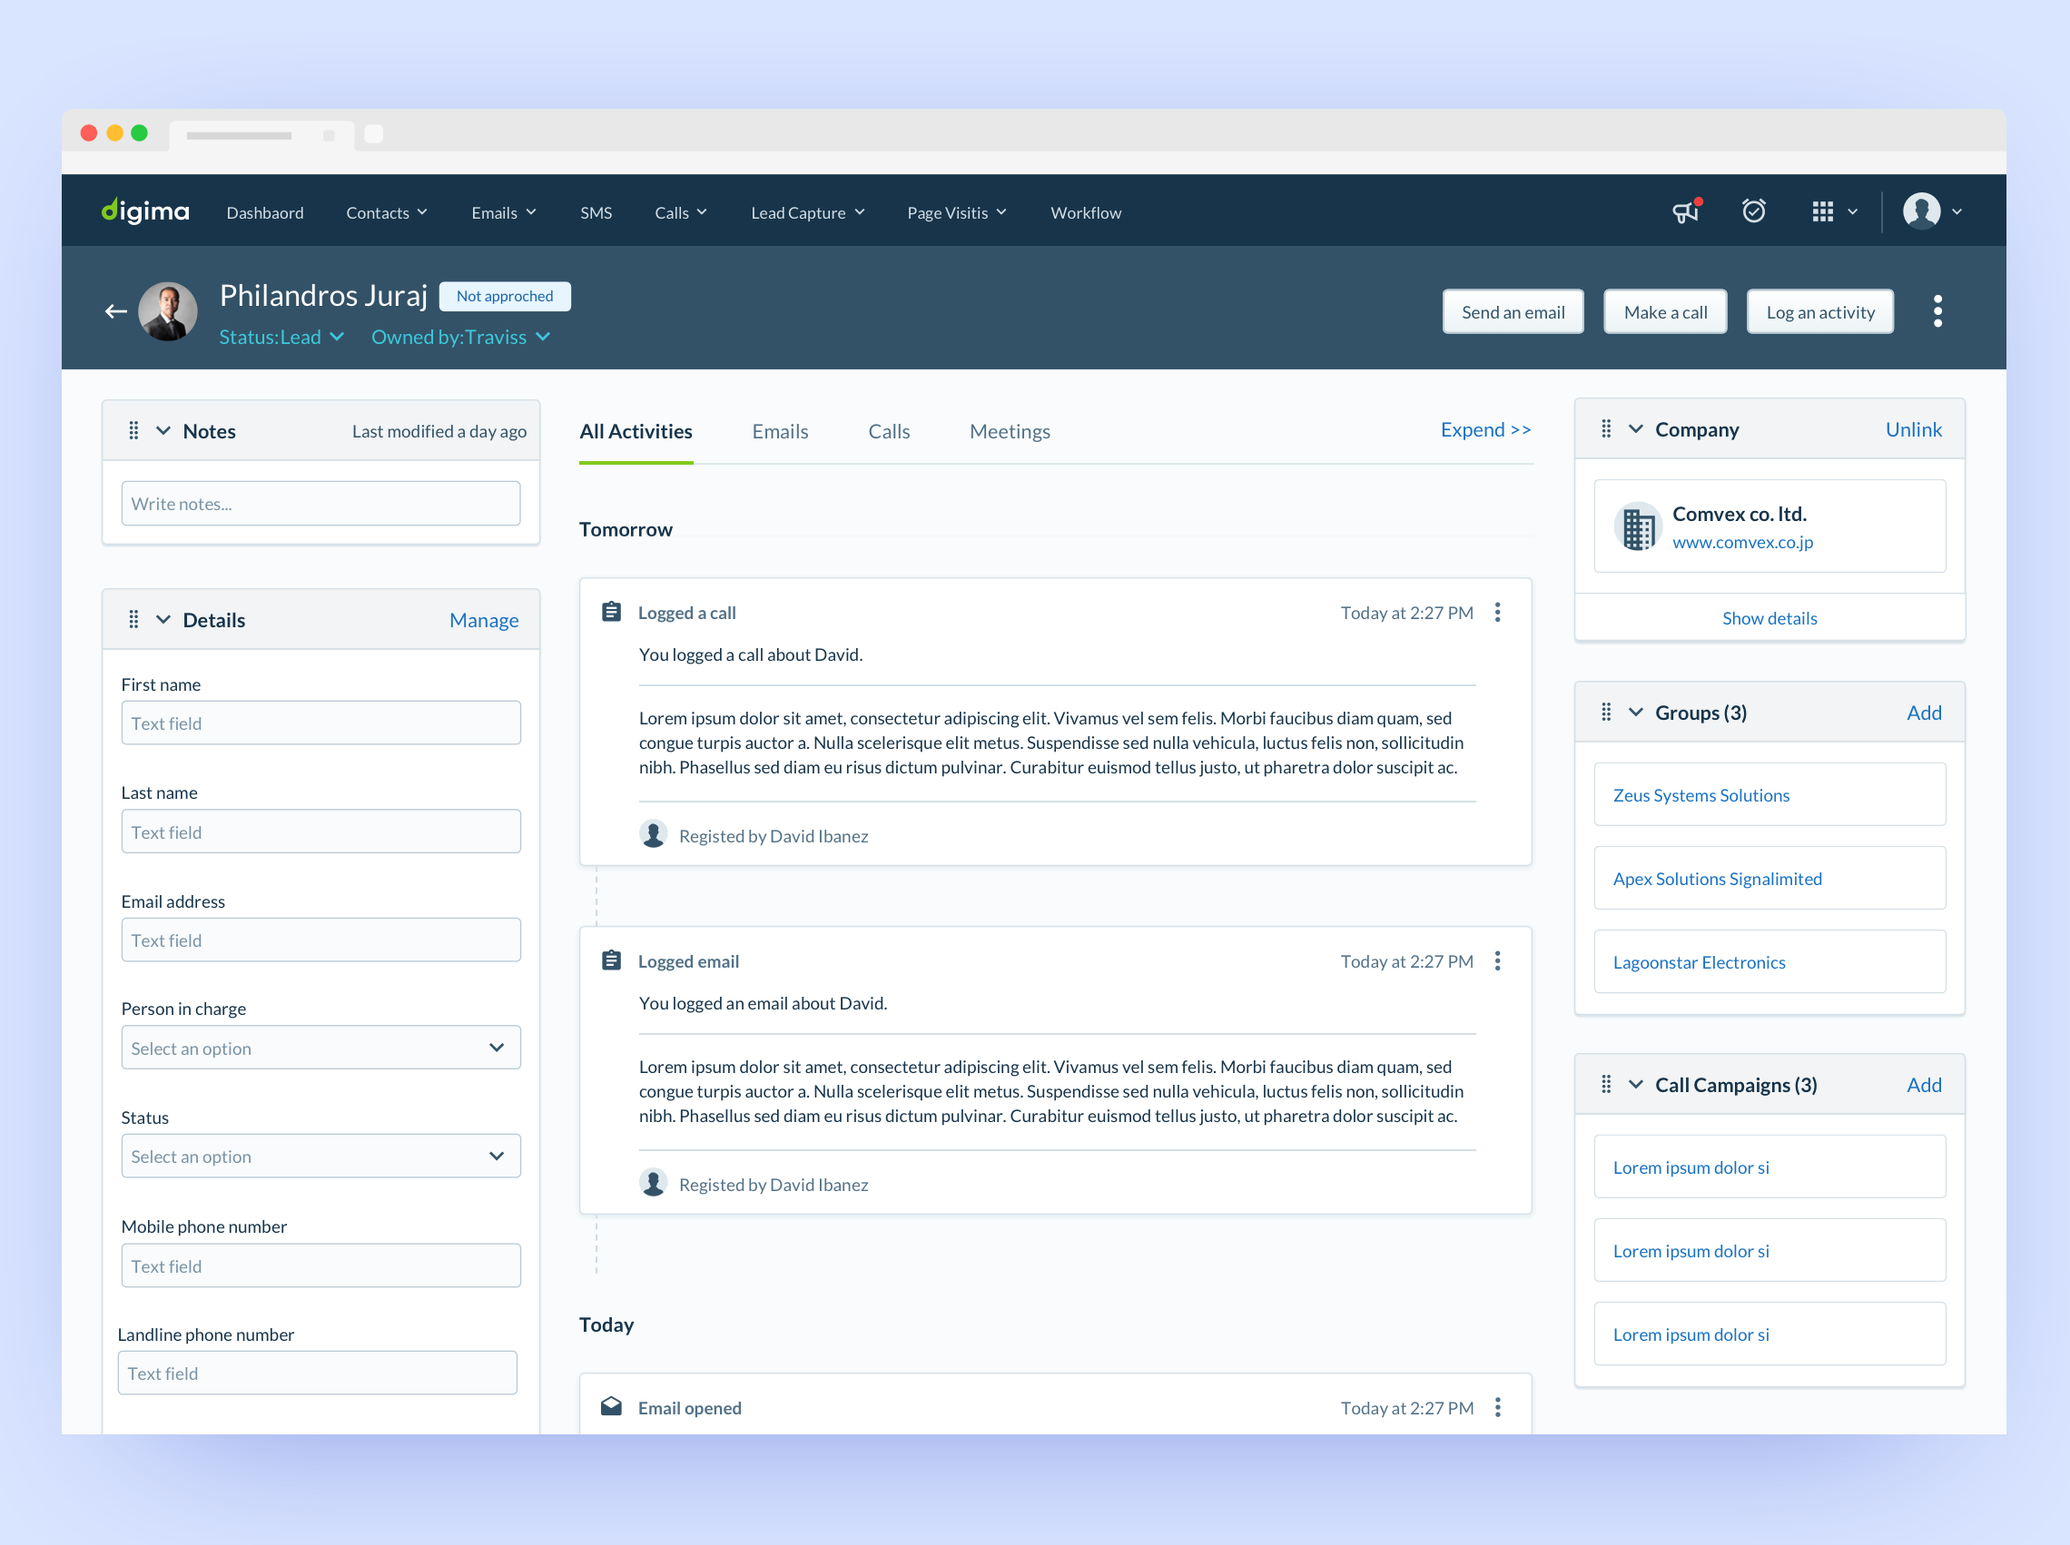 digima
Dashbaord
Contacts
Emails
SMS
Calls
Lead Capture
Page Visitis
Workflow
Philandros Juraj
Not approched
Status:Lead
Owned by:Traviss
Send an email
Make a call
Log an activity
Notes
Last modified a day ago
Write notes...
Details
Manage
First name
Text field
Last name
Text field
Email address
Text field
Person in charge
Select an option
Status
Select an option
Mobile phone number
Text field
Landline phone number
Text field
All Activities
Emails
Calls
Meetings
Expend >>
Tomorrow
Logged a call
Today at 2:27 PM
You logged a call about David.
Lorem ipsum dolor sit amet, consectetur adipiscing elit. Vivamus vel sem felis. Morbi faucibus diam quam, sed
congue turpis auctor a. Nulla scelerisque elit metus. Suspendisse sed nulla vehicula, luctus felis non, sollicitudin
nibh. Phasellus sed diam eu risus dictum pulvinar. Curabitur euismod tellus justo, ut pharetra dolor suscipit ac.
Registed by David Ibanez
Logged email
Today at 2:27 PM
You logged an email about David.
Lorem ipsum dolor sit amet, consectetur adipiscing elit. Vivamus vel sem felis. Morbi faucibus diam quam, sed
congue turpis auctor a. Nulla scelerisque elit metus. Suspendisse sed nulla vehicula, luctus felis non, sollicitudin
nibh. Phasellus sed diam eu risus dictum pulvinar. Curabitur euismod tellus justo, ut pharetra dolor suscipit ac.
Registed by David Ibanez
Today
Email opened
Today at 2:27 PM
Company
Unlink
Comvex co. ltd.
www.comvex.co.jp
Show details
Groups (3)
Add
Zeus Systems Solutions
Apex Solutions Signalimited
Lagoonstar Electronics
Call Campaigns (3)
Add
Lorem ipsum dolor si
Lorem ipsum dolor si
Lorem ipsum dolor si